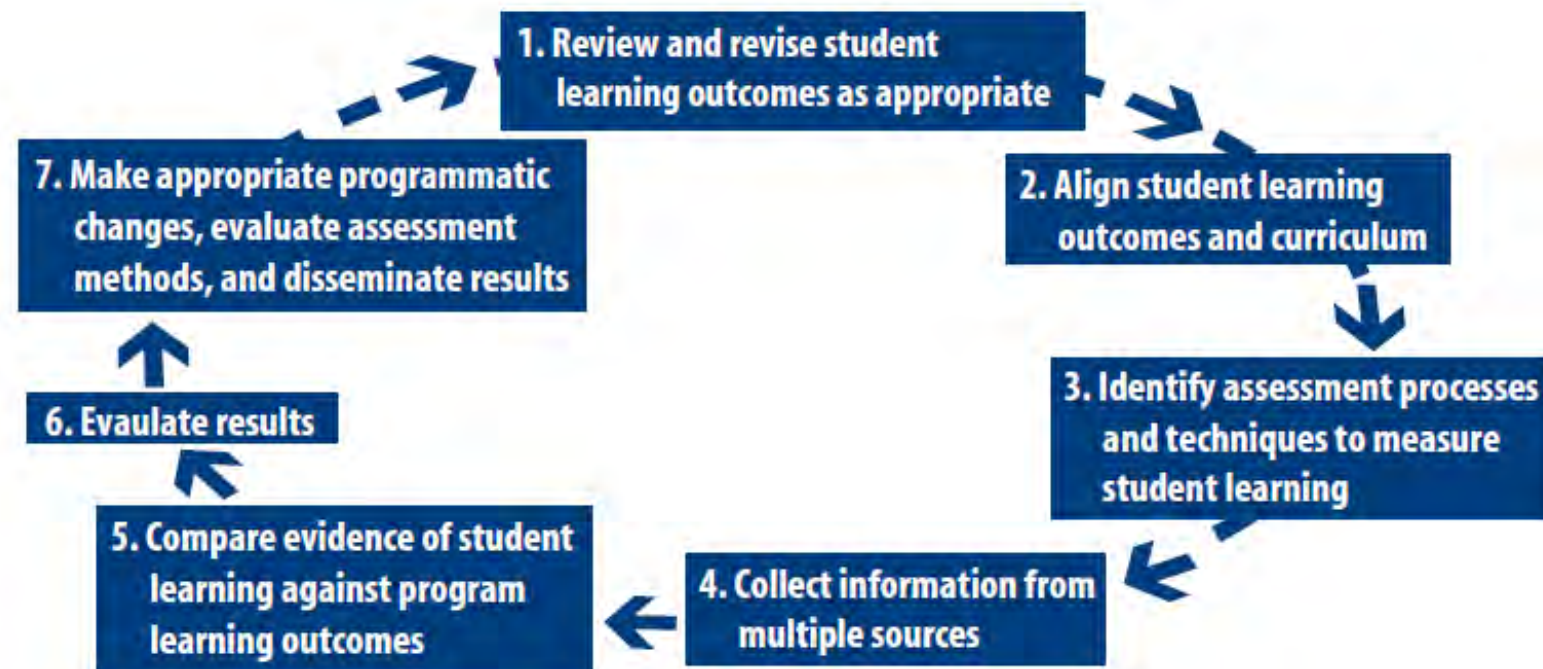 1. Review and revise student
learning outcomes as appropriate
2. Align student learning
outcomes and curriculum
3. Identify assessment processes
and techniques to measure
student learning
4. Collect information from
multiple sources
5. Compare evidence of student
learning against program
learning outcomes
6. Evaulate results
7. Make appropriate programmatic
changes, evaluate assessment
methods, and disseminate results